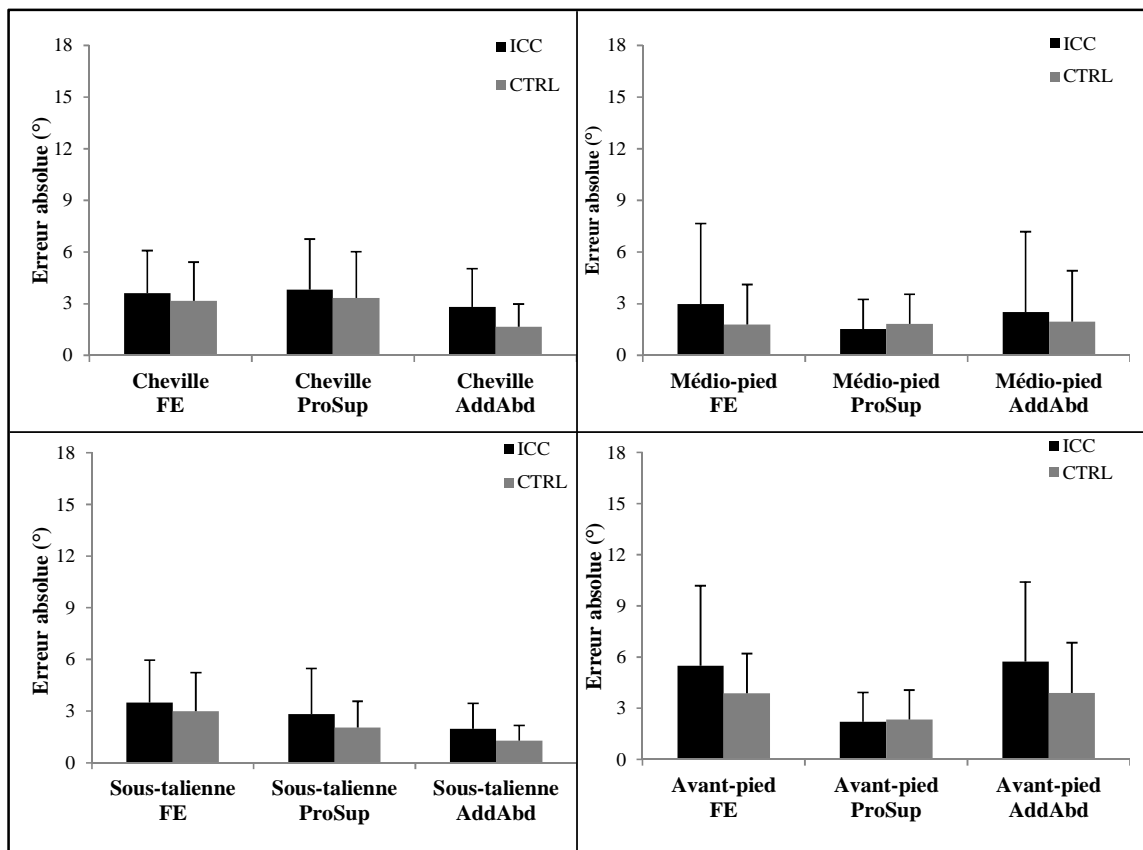 ICC
CTRL
Erreur absolue (°)
18
15
12
9
6
3
0
Cheville
FE
Cheville
ProSup
Cheville
AddAbd
ICC
CTRL
Erreur absolue (°)
18
15
12
9
6
3
0
Médio-pied
FE
Médio-pied
ProSup
Médio-pied
AddAbd
ICC
CTRL
Erreur absolue (°)
18
15
12
9
6
3
0
Sous-talienne
FE
Sous-talienne
ProSup
Sous-talienne
AddAbd
ICC
CTRL
Erreur absolue (°)
18
15
12
9
6
3
0
Avant-pied
FE
Avant-pied
ProSup
Avant-pied
AddAbd